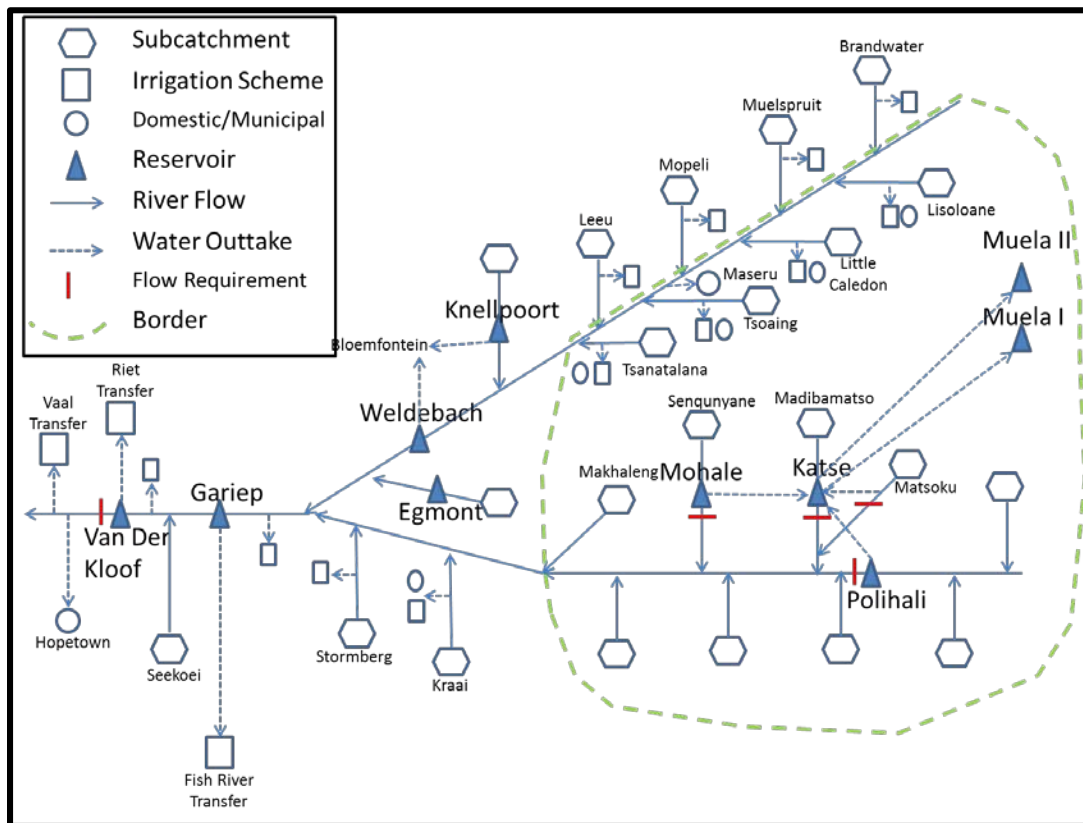 Subcatchment
Irrigation Scheme
Domestic/Municipal
Reservoir
River Flow
Water Outtake
Flow Requirement
Border
Brandwater
Muelspruit
Mopeli
Leeu
Lisoloane
Little
Caledon
Maseru
Tsoaing
Tsanatalana
Muela II
Muela I
Knellpoort
Bloemfontein
Weldebach
Riet
Transfer
Vaal
Transfer
Gariep
Egmont
Van Der
Kloof
Hopetown
Seekoei
Fish River
Transfer
Stormberg
Kraai
Makhaleng
Senqunyane
Mohale
Madibamatso
Katse
Matsoku
Polihali